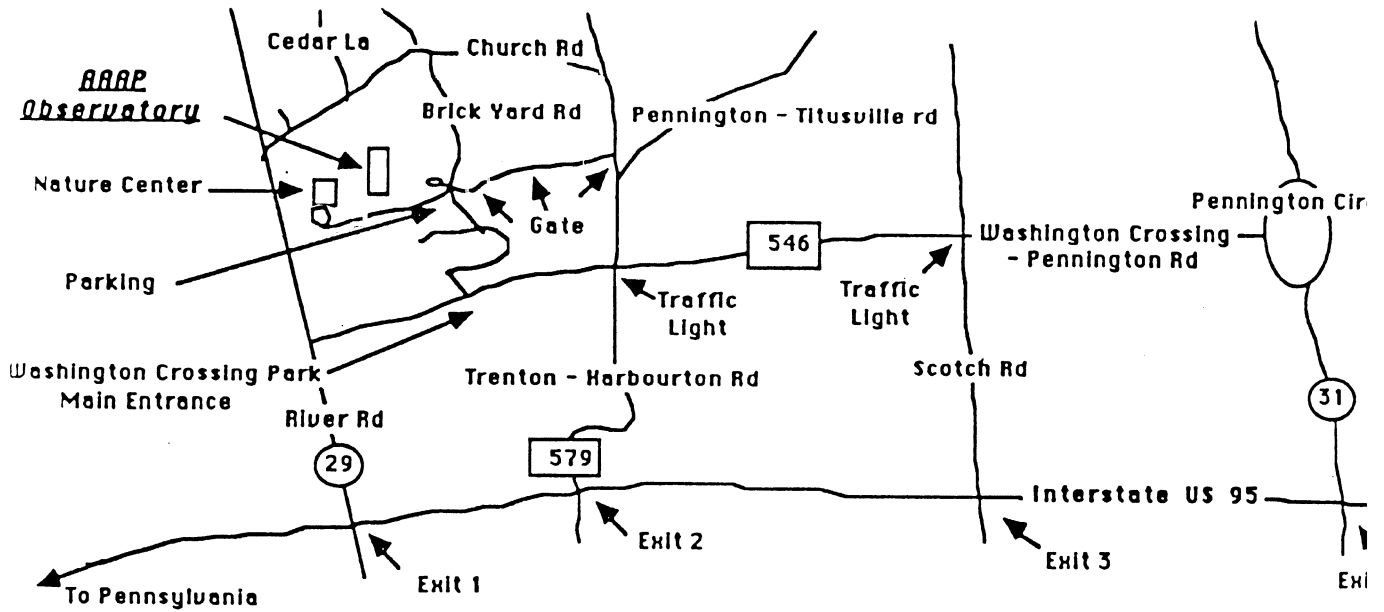 Cedar La
Church Rd
AAAP
Observatory
Brick Yard Rd
Pennington - Titusville rd
Nature Center
Gate
Pennington Cir
546
Washington Crossing
- Pennington Rd
Parking
Traffic
Light
Traffic
Light
Washington Crossing Park
Main Entrance
Trenton - Harbourton Rd
Scotch Rd
31
River Rd
29
579
Interstate US 95
Exit 2
Exit 3
Exit 1
Exi
To Pennsylvania